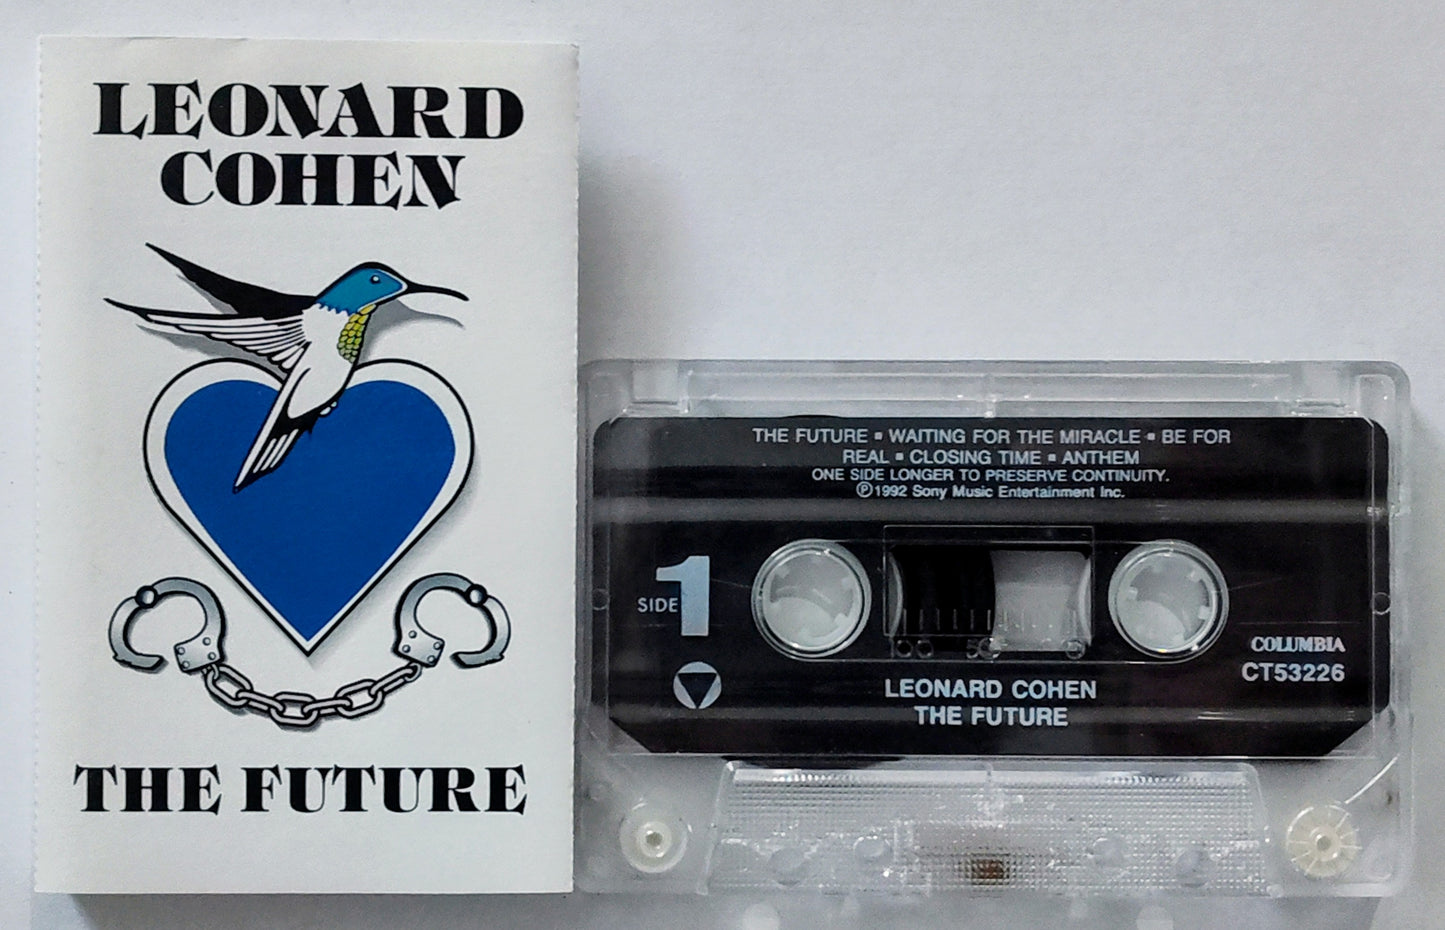 LEONARD
COHEN
THE FUTURE
THE FUTURE ▪ WAITING FOR THE MIRACLE ▪ BE FOR
REAL ▪ CLOSING TIME ▪ ANTHEM
ONE SIDE LONGER TO PRESERVE CONTINUITY.
℗1992 Sony Music Entertainment Inc.
SIDE 1
COLUMBIA
CT53226
LEONARD COHEN
THE FUTURE